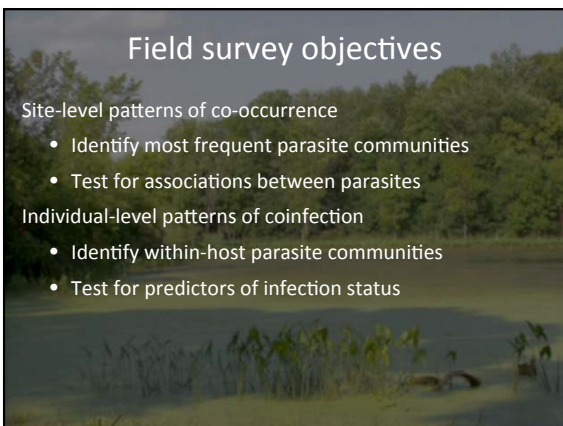 Field survey objectives
Site-level patterns of co-occurrence
• Identify most frequent parasite communities
• Test for associations between parasites
Individual-level patterns of coinfection
• Identify within-host parasite communities
• Test for predictors of infection status